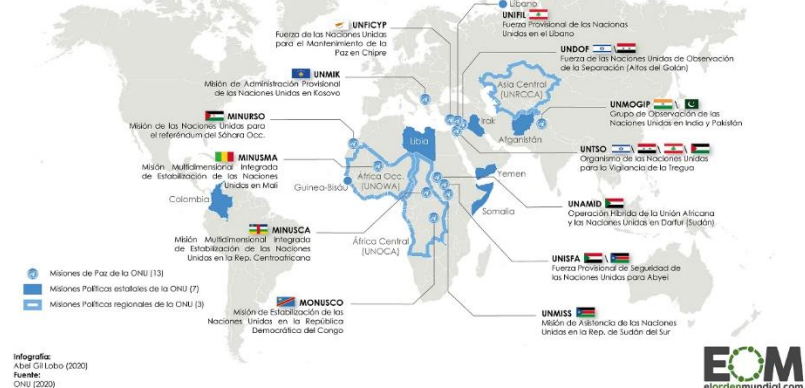 Líbano
UNFICYP
Fuerza de las Naciones Unidas
para el Mantenimiento de la
Paz en Chipre
UNIFIL
Fuerza Provisional de las Nacionas
Unidas en el Líbano
UNDOF
Fuerza de las Naciones Unidas de Observación
de la Separación (Altos del Golán)
UNMIK
Misión de Administración Provisional
de las Naciones Unidas en Kosovo
Asia Central
(UNRCCA)
UNMOGIP
Grupo de Observación de las
Naciones Unidas en India y Pakistán
MINURSO
Misión de las Naciones Unidas para
el referéndum del Sáhara Occ.
Irak
Afganistán
Libia
UNTSO
Organismo de las Naciones Unidas
para la Vigilancia de la Tregua
MINUSMA
Misión Multidimensional Integrada
de Estabilización de las Naciones
Unidas en Mali
África Occ.
(UNOWA)
Guinea-Bisáu
Yemen
Colombia
Somalia
UNAMID
Operación Híbrida de la Unión Africana
y las Naciones Unidas en Darfur (Sudán)
MINUSCA
Misión Multidimensional Integrada
de Estabilización de las Naciones
Unidas en la Rep. Centroafricana
África Central
(UNOCA)
UNISFA
Fuerza Provisional de Seguridad de
las Naciones Unidas para Abyei
Misiones de Paz de la ONU (13)
Misiones Políticas estatales de la ONU (7)
Misiones Políticas regionales de la ONU (3)
MONUSCO
Misión de Estabilización de las
Naciones Unidas en la República
Democrática del Congo
UNMISS
Misión de Asistencia de las Naciones
Unidas en la Rep. de Sudán del Sur
Infografía:
Abel Gil Lobo (2020)
Fuente:
ONU (2020)
EOM
elordenmundial.com